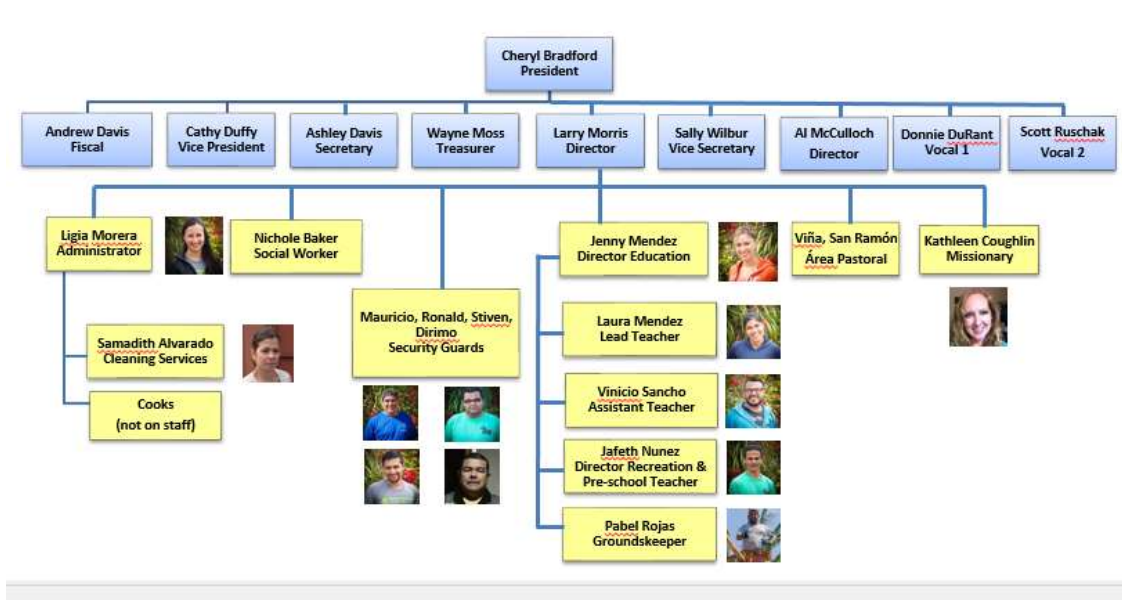 Cheryl Bradford
President
Andrew Davis
Fiscal
Cathy Duffy
Vice President
Ashley Davis
Secretary
Wayne Moss
Treasurer
Larry Morris
Director
Sally Wilbur
Vice Secretary
Al McCulloch
Director
Donnie DuRant
Vocal 1
Scott Ruschak
Vocal 2
Ligia Morera
Administrator
Nichole Baker
Social Worker
Mauricio, Ronald, Stiven,
Dirimo
Security Guards
Jenny Mendez
Director Education
Viña, San Ramón
Área Pastoral
Kathleen Coughlin
Missionary
Samadith Alvarado
Cleaning Services
Cooks
(not on staff)
Laura Mendez
Lead Teacher
Vinicio Sancho
Assistant Teacher
Jafeth Nunez
Director Recreation &
Pre-school Teacher
Pabel Rojas
Groundskeeper